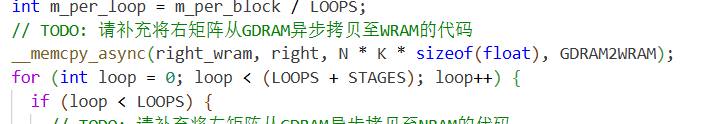 int m_per_loop = m_per_block / LOOPS;
// TODO: 请补充将右矩阵从GDRAM异步拷贝至WRAM的代码
__memcpy_async(right_wram, right, N * K * sizeof(float), GDRAM2WRAM);
for (int loop = 0; loop < (LOOPS + STAGES); loop++) {
if (loop < LOOPS) {
// TODO: 请补充将左矩阵从GDRAM异步拷贝至NRAM的代码